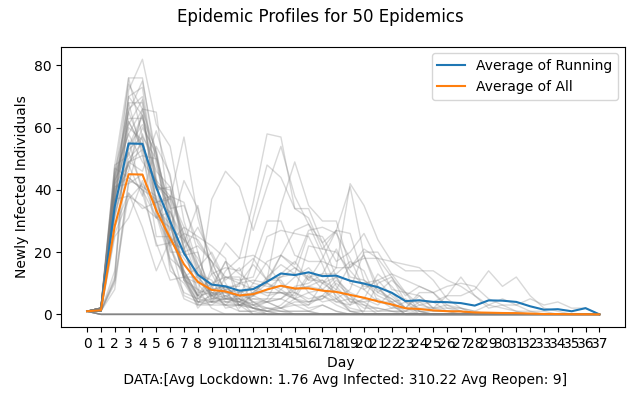 Epidemic Profiles for 50 Epidemics
Average of Running
Average of All
Newly Infected Individuals
80
60
40
20
0
0 1 2 3 4 5 6 7 8 9 10 11 12 13 14 15 16 17 18 19 20 21 22 23 24 25 26 27 28 29 30 31 32 33 34 35 36 37
Day
DATA:[Avg Lockdown: 1.76 Avg Infected: 310.22 Avg Reopen: 9]